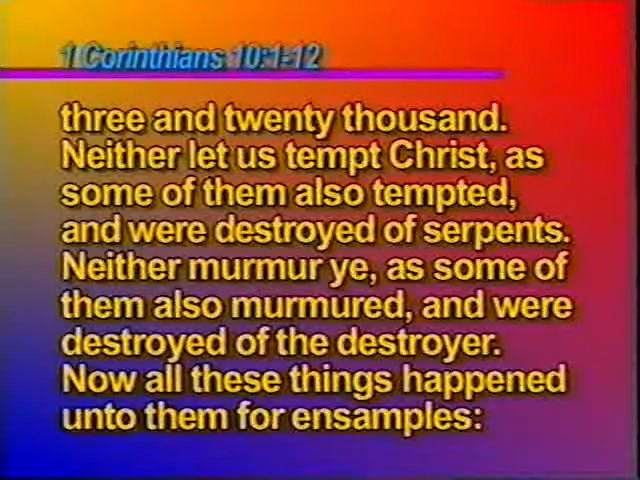 1 Corinthians 10:1-12
three and twenty thousand.
Neither let us tempt Christ, as
some of them also tempted,
and were destroyed of serpents.
Neither murmur ye, as some of
them also murmured, and were
destroyed of the destroyer.
Now all these things happened
unto them for ensamples: